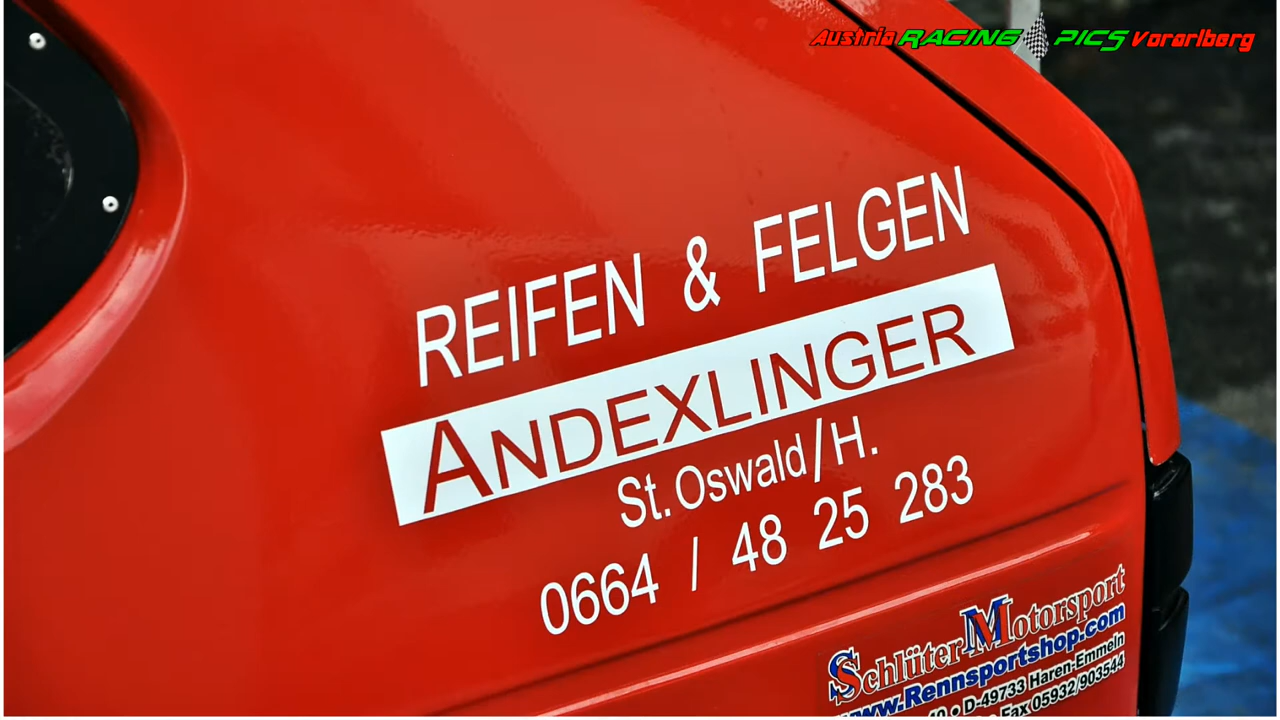 Austria RACING PICS Vorarlberg
REIFEN & FELGEN
ANDEXLINGER
St. Oswald/H.
0664 / 48 25 283
Schlüter Motorsport
www.Rennsportshop.com
D-49733 Haren-Emmeln
Fax 05932/903544